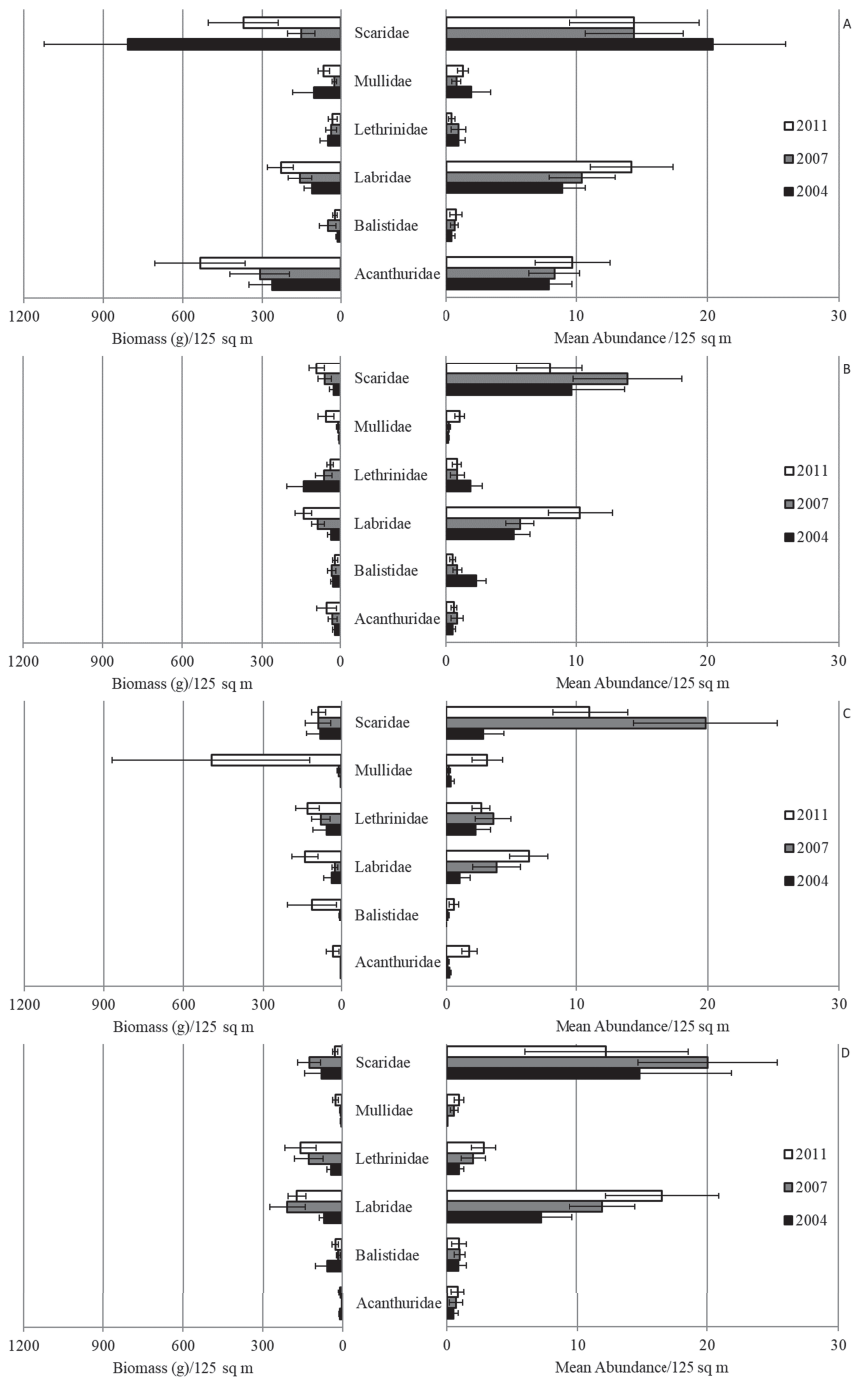 A
Scaridae
Mullidae
Lethrinidae
Labridae
Balistidae
Acanthuridae
2011
2007
2004
1200 900 600 300 0 0 10 20 30
Biomass (g)/125 sq m Mean Abundance/125 sq m
B
Scaridae
Mullidae
Lethrinidae
Labridae
Balistidae
Acanthuridae
2011
2007
2004
1200 900 600 300 0 0 10 20 30
Biomass (g)/125 sq m Mean Abundance/125 sq m
C
Scaridae
Mullidae
Lethrinidae
Labridae
Balistidae
Acanthuridae
2011
2007
2004
1200 900 600 300 0 0 10 20 30
Biomass (g)/125 sq m Mean Abundance/125 sq m
D
Scaridae
Mullidae
Lethrinidae
Labridae
Balistidae
Acanthuridae
2011
2007
2004
1200 900 600 300 0 0 10 20 30
Biomass (g)/125 sq m Mean Abundance/125 sq m